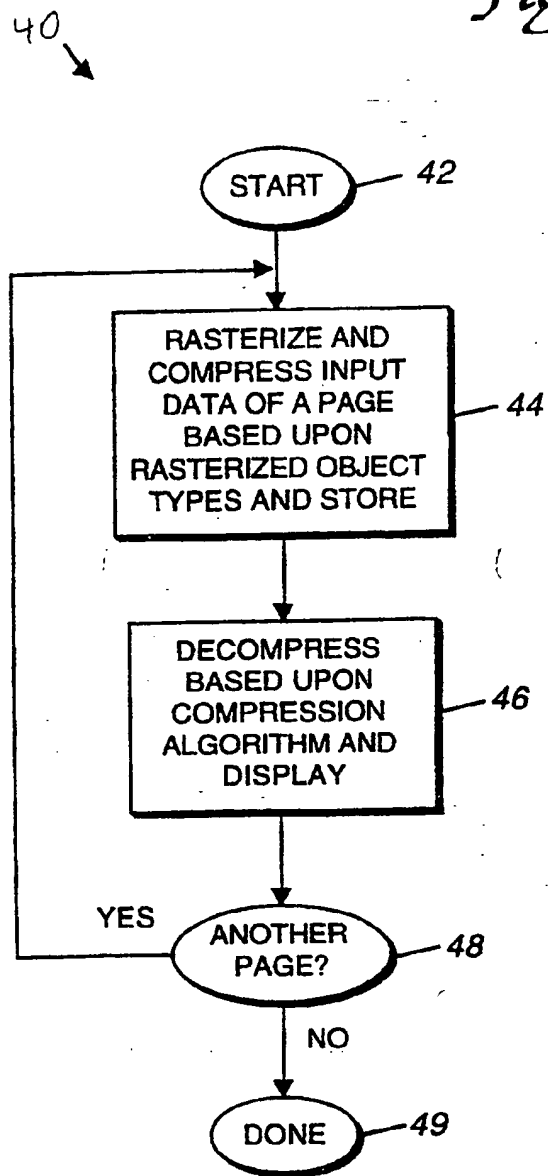 40
START
42
RASTERIZE AND
COMPRESS INPUT
DATA OF A PAGE
BASED UPON
RASTERIZED OBJECT
TYPES AND STORE
44
DECOMPRESS
BASED UPON
COMPRESSION
ALGORITHM AND
DISPLAY
46
YES
ANOTHER
PAGE?
48
NO
DONE
49